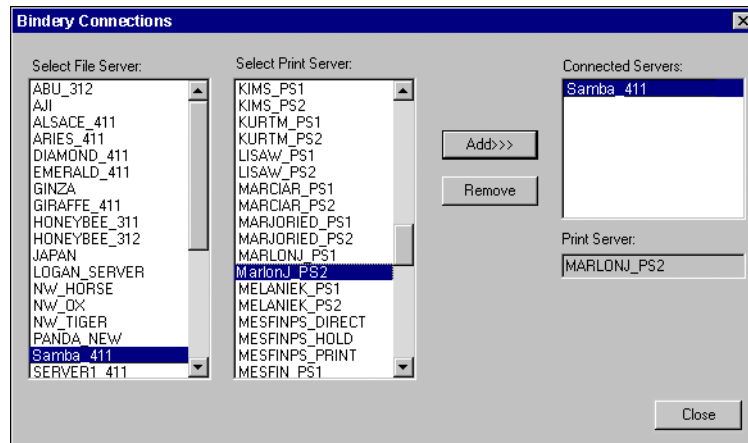 Bindery Connections
Select File Server:
ABU_312
AJI
ALSACE_411
ARIES_411
DIAMOND_411
EMERALD_411
GINZA
GIRAFFE_411
HONEYBEE_311
HONEYBEE_312
JAPAN
LOGAN_SERVER
NW_HORSE
NW_OX
NW_TIGER
PANDA_NEW
Samba_411
SERVER1_411
Select Print Server:
KIMS_PS1
KIMS_PS2
KURTM_PS1
KURTM_PS2
LISAW_PS1
LISAW_PS2
MARCIAR_PS1
MARCIAR_PS2
MARJORIED_PS1
MARJORIED_PS2
MARLONJ_PS1
MarlonJ_PS2
MELANIEK_PS1
MELANIEK_PS2
MESFINPS_DIRECT
MESFINPS_HOLD
MESFINPS_PRINT
MESFIN_PS1
Add>>>
Remove
Connected Servers:
Samba_411
Print Server:
MARLONJ_PS2
Close